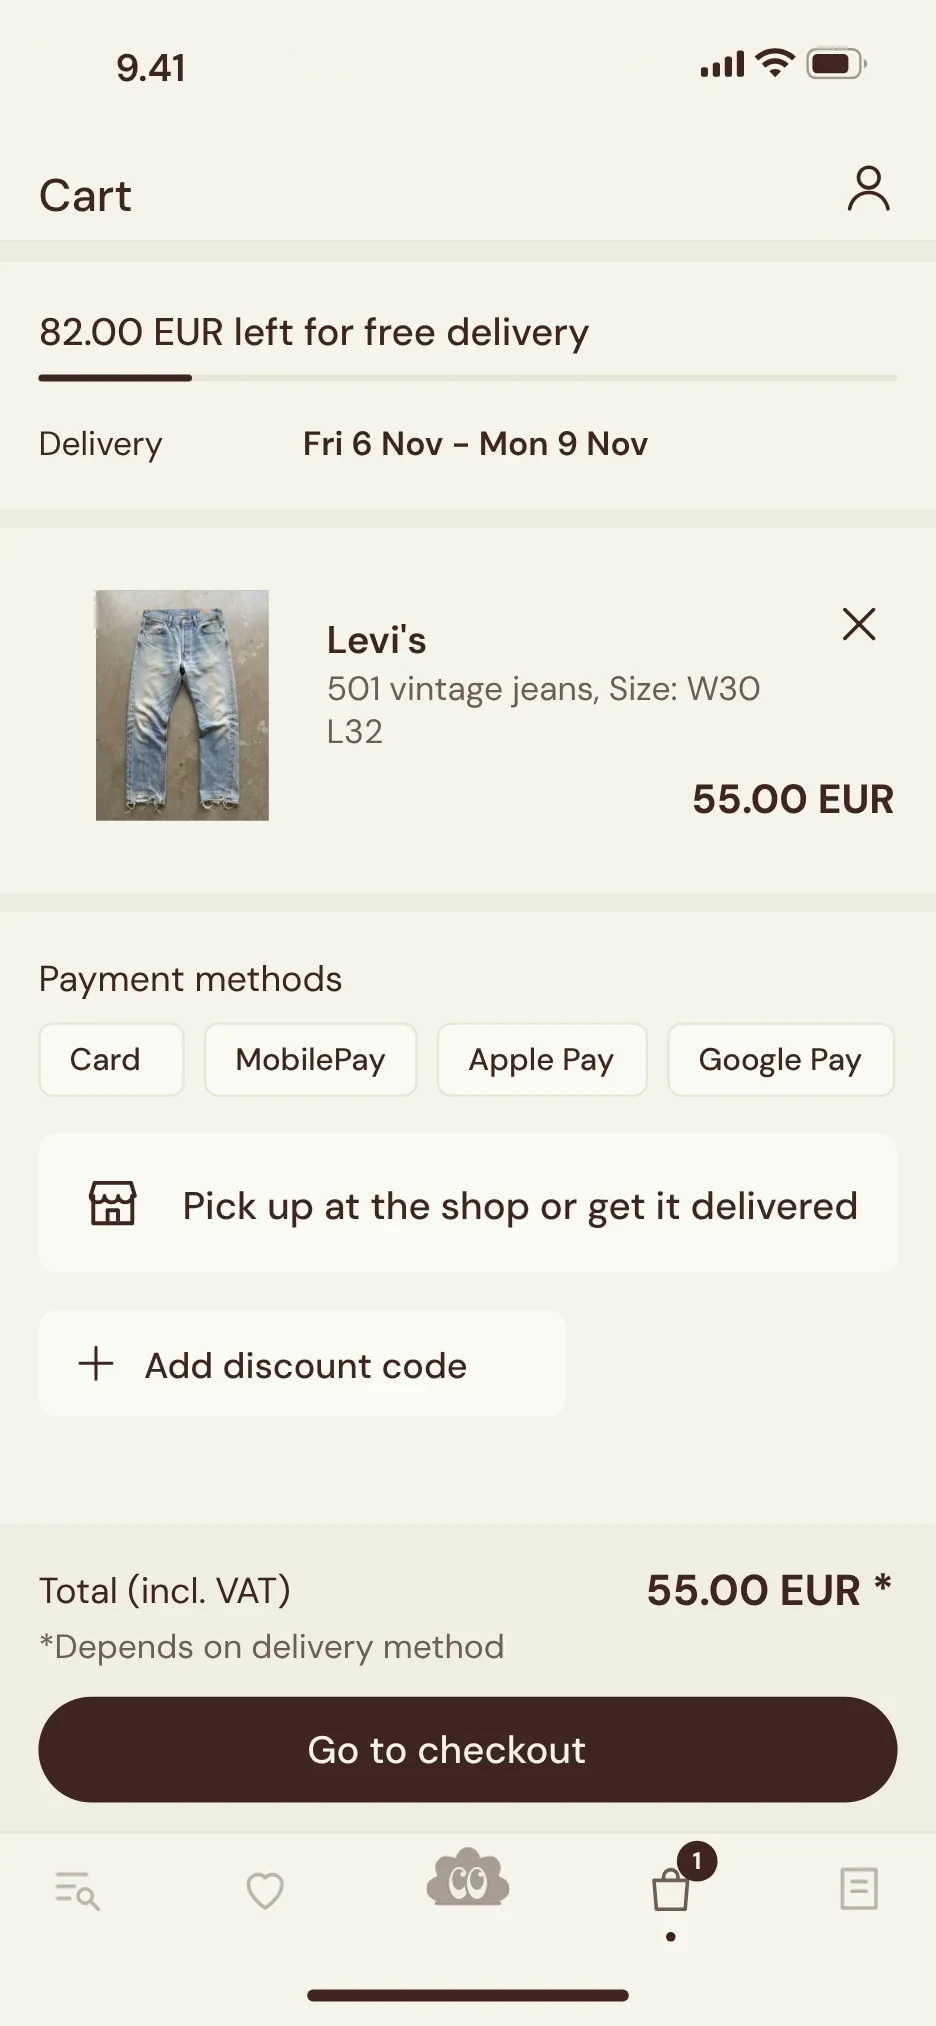 9.41
Cart
82.00 EUR left for free delivery
Delivery
Fri 6 Nov – Mon 9 Nov
Levi's
501 vintage jeans, Size: W30
L32
55.00 EUR
Payment methods
Card
MobilePay
Apple Pay
Google Pay
Pick up at the shop or get it delivered
Add discount code
Total (incl. VAT)
55.00 EUR *
*Depends on delivery method
Go to checkout
1